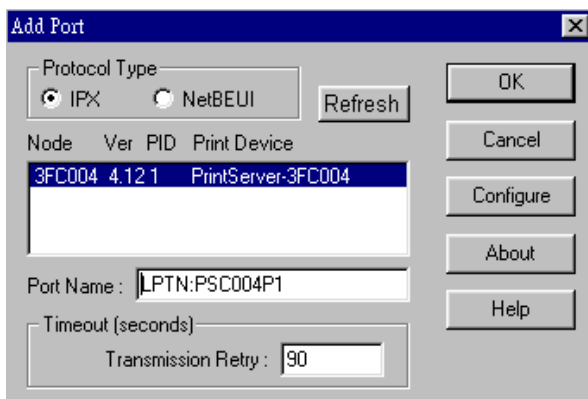 Add Port
Protocol Type
IPX NetBEUI
Refresh
Node Ver PID Print Device
3FC004 4.12 1 PrintServer-3FC004
Port Name : LPTN:PSC004P1
Timeout (seconds)
Transmission Retry : 90
OK
Cancel
Configure
About
Help